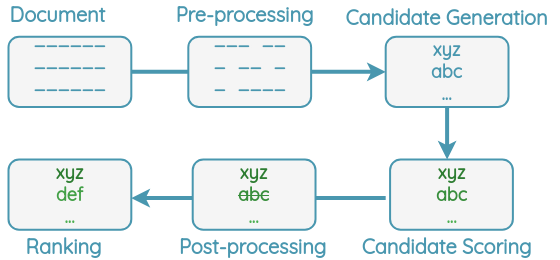 Document
Pre-processing
Candidate Generation
xyz
abc
...
xyz
def
...
Ranking
xyz
abc
...
Post-processing
xyz
abc
...
Candidate Scoring